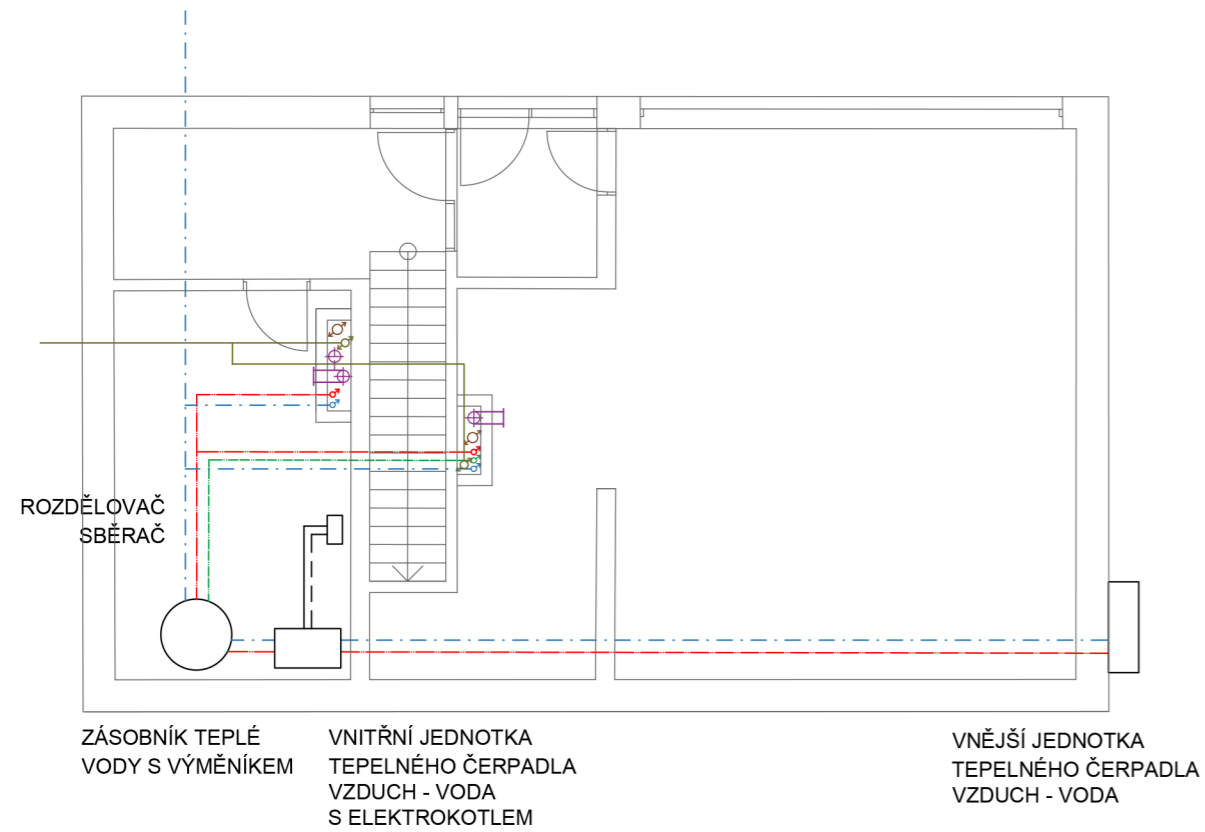 ROZDĚLOVAČ
SBĚRAČ
ZÁSOBNÍK TEPLÉ
VODY S VÝMĚNÍKEM
VNITŘNÍ JEDNOTKA
TEPELNÉHO ČERPADLA
VZDUCH - VODA
S ELEKTROKOTLEM
VNĚJŠÍ JEDNOTKA
TEPELNÉHO ČERPADLA
VZDUCH - VODA